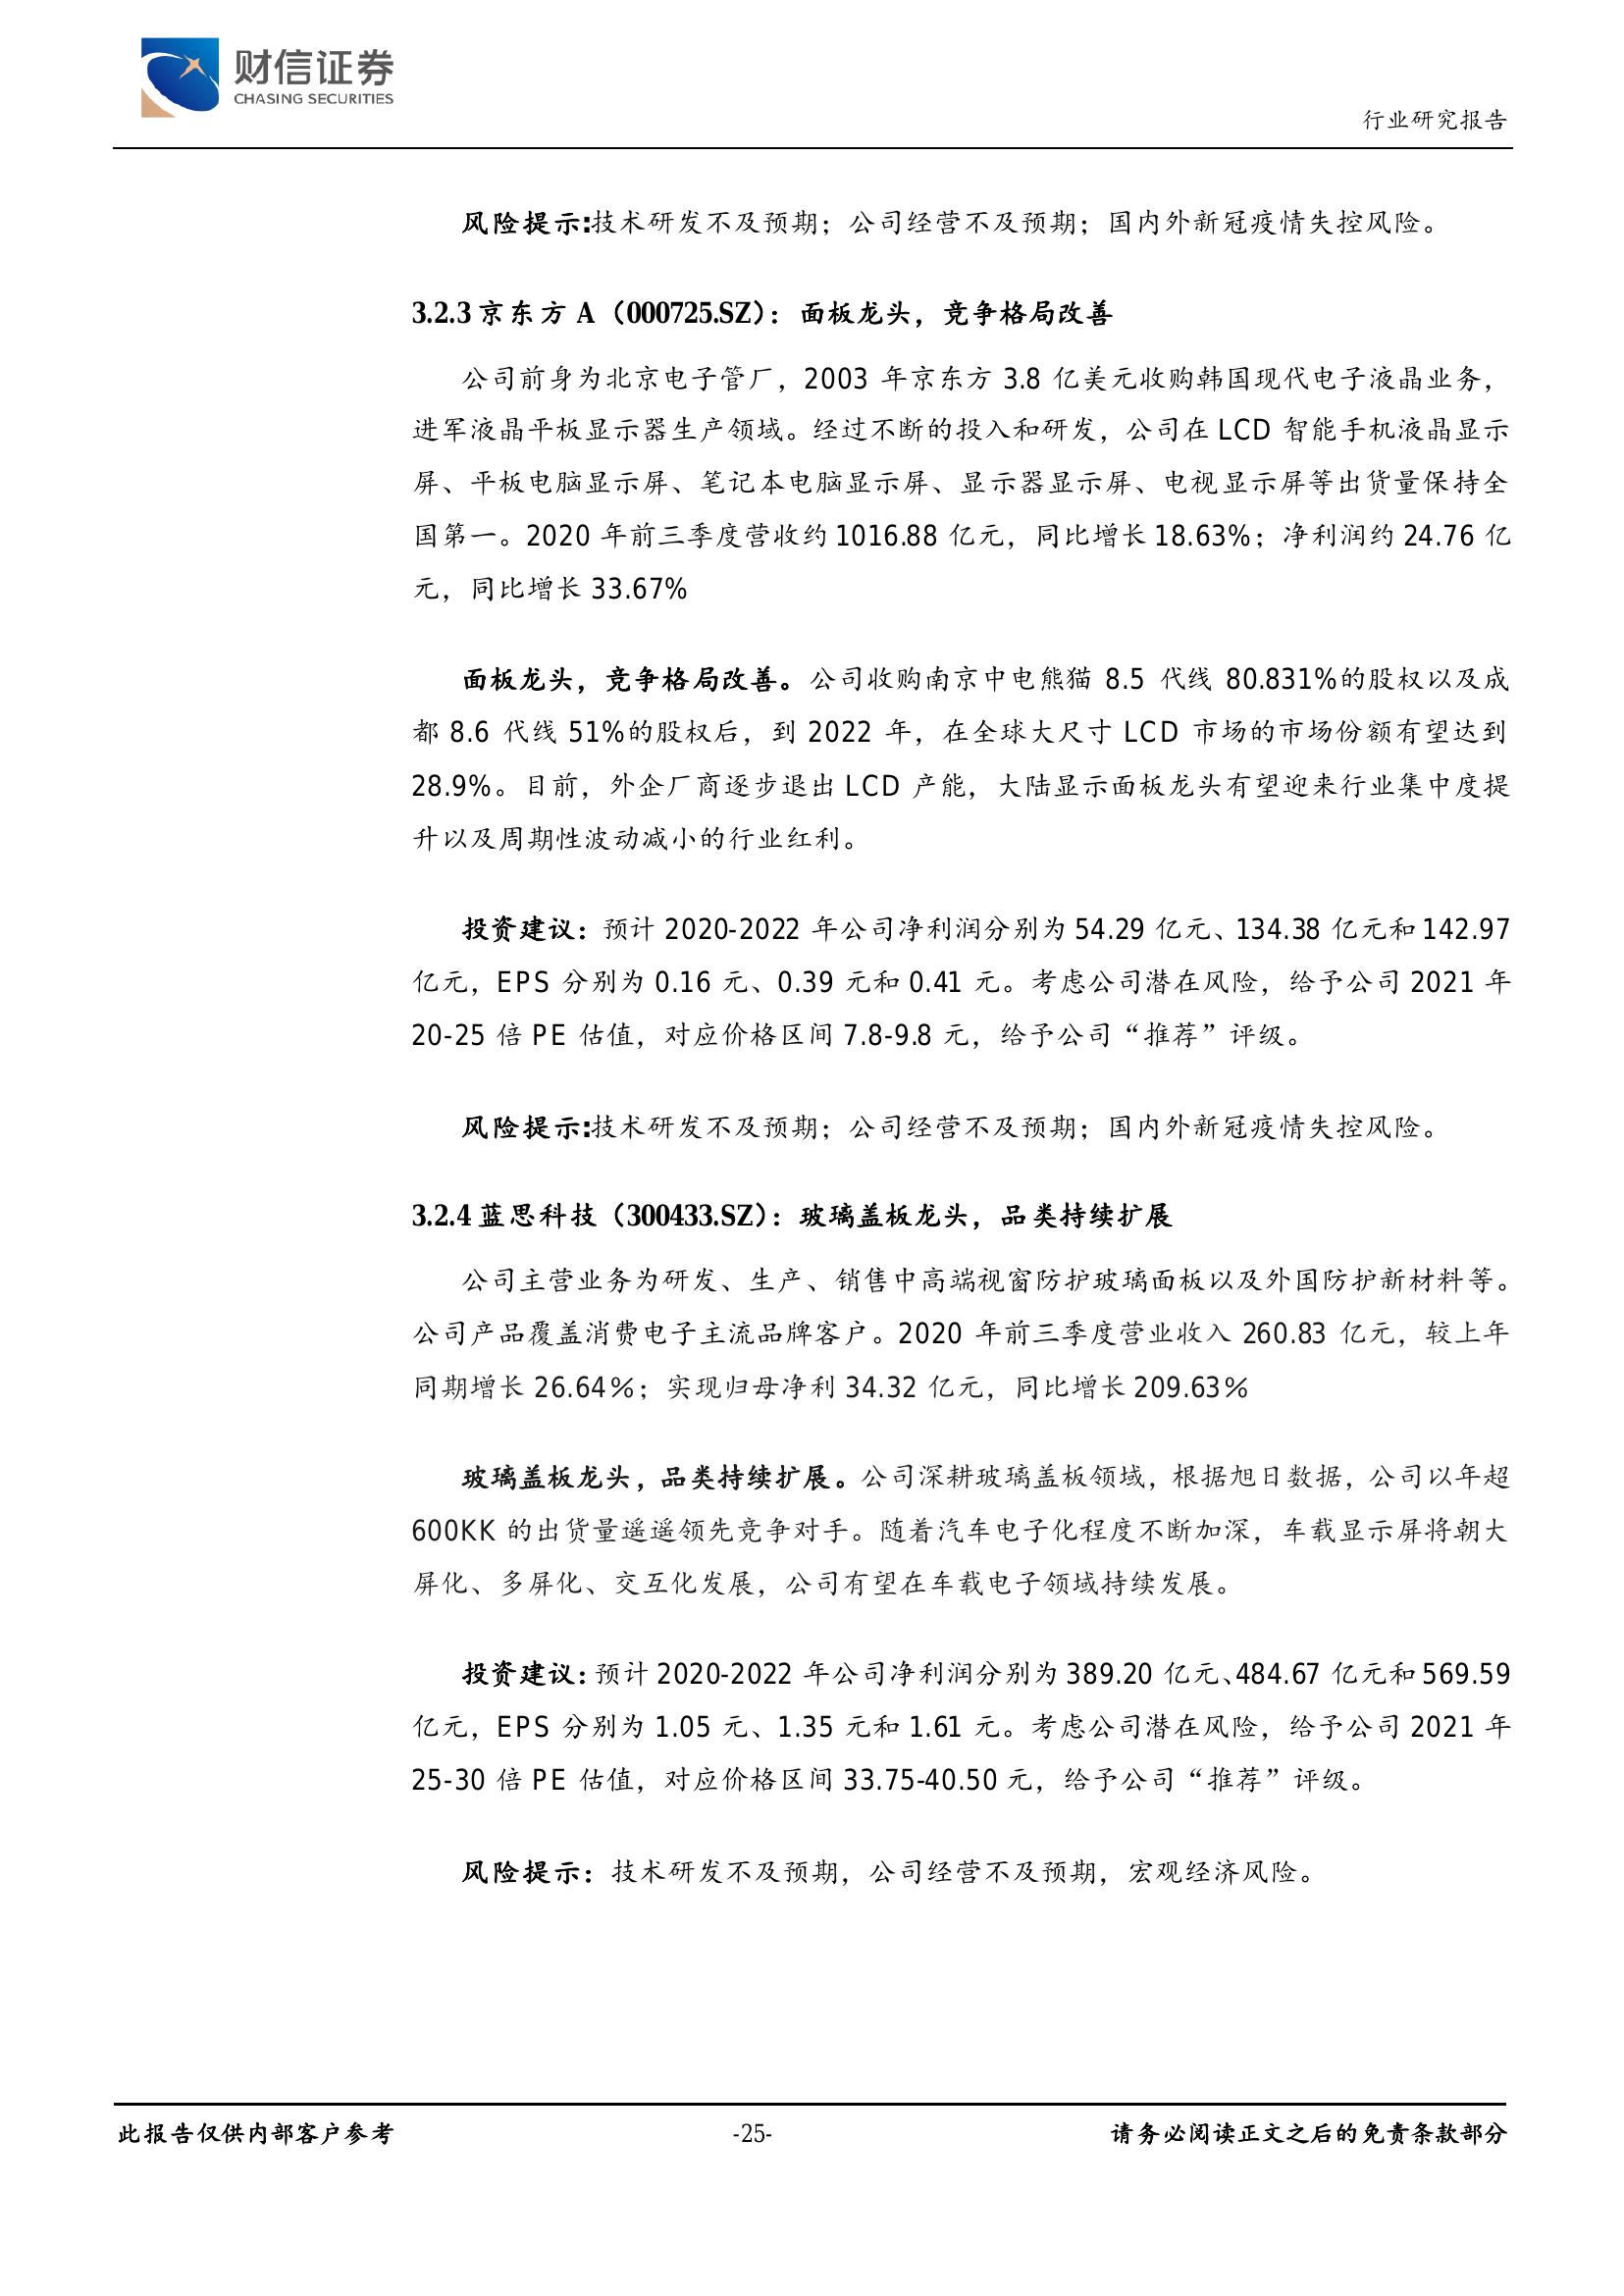 财信证券
CHASING SECURITIES
行业研究报告
风险提示:技术研发不及预期；公司经营不及预期；国内外新冠疫情失控风险。
3.2.3 京东方 A（000725.SZ）：面板龙头，竞争格局改善
公司前身为北京电子管厂，2003 年京东方 3.8 亿美元收购韩国现代电子液晶业务，
进军液晶平板显示器生产领域。经过不断的投入和研发，公司在 LCD 智能手机液晶显示
屏、平板电脑显示屏、笔记本电脑显示屏、显示器显示屏、电视显示屏等出货量保持全
国第一。2020 年前三季度营收约 1016.88 亿元，同比增长 18.63%；净利润约 24.76 亿
元，同比增长 33.67%
面板龙头，竞争格局改善。公司收购南京中电熊猫 8.5 代线 80.831%的股权以及成
都 8.6 代线 51%的股权后，到 2022 年，在全球大尺寸 LCD 市场的市场份额有望达到
28.9%。目前，外企厂商逐步退出 LCD 产能，大陆显示面板龙头有望迎来行业集中度提
升以及周期性波动减小的行业红利。
投资建议：预计 2020-2022 年公司净利润分别为 54.29 亿元、134.38 亿元和 142.97
亿元，EPS 分别为 0.16 元、0.39 元和 0.41 元。考虑公司潜在风险，给予公司 2021 年
20-25 倍 PE 估值，对应价格区间 7.8-9.8 元，给予公司“推荐”评级。
风险提示:技术研发不及预期；公司经营不及预期；国内外新冠疫情失控风险。
3.2.4 蓝思科技（300433.SZ）：玻璃盖板龙头，品类持续扩展
公司主营业务为研发、生产、销售中高端视窗防护玻璃面板以及外国防护新材料等。
公司产品覆盖消费电子主流品牌客户。2020 年前三季度营业收入 260.83 亿元，较上年
同期增长 26.64%；实现归母净利 34.32 亿元，同比增长 209.63%
玻璃盖板龙头，品类持续扩展。公司深耕玻璃盖板领域，根据旭日数据，公司以年超
600KK 的出货量遥遥领先竞争对手。随着汽车电子化程度不断加深，车载显示屏将朝大
屏化、多屏化、交互化发展，公司有望在车载电子领域持续发展。
投资建议：预计 2020-2022 年公司净利润分别为 389.20 亿元、484.67 亿元和 569.59
亿元，EPS 分别为 1.05 元、1.35 元和 1.61 元。考虑公司潜在风险，给予公司 2021 年
25-30 倍 PE 估值，对应价格区间 33.75-40.50 元，给予公司“推荐”评级。
风险提示：技术研发不及预期，公司经营不及预期，宏观经济风险。
此报告仅供内部客户参考
-25-
请务必阅读正文之后的免责条款部分